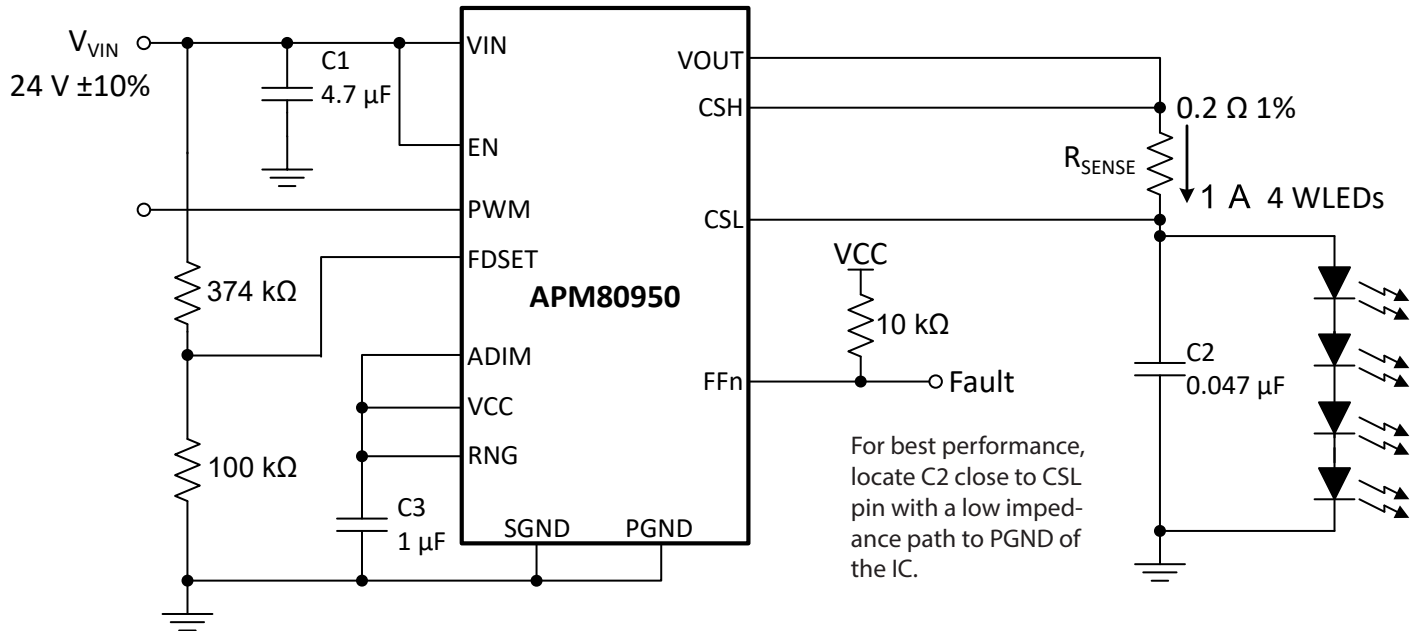 V_VIN
24 V ±10%
C1
4.7 µF
VIN
EN
PWM
FDSET
374 kΩ
100 kΩ
APM80950
ADIM
VCC
RNG
C3
1 µF
SGND
PGND
VOUT
CSH
CSL
FFn
0.2 Ω 1%
R_SENSE
1 A 4 WLEDs
VCC
10 kΩ
Fault
C2
0.047 µF
For best performance,
locate C2 close to CSL
pin with a low imped-
ance path to PGND of
the IC.